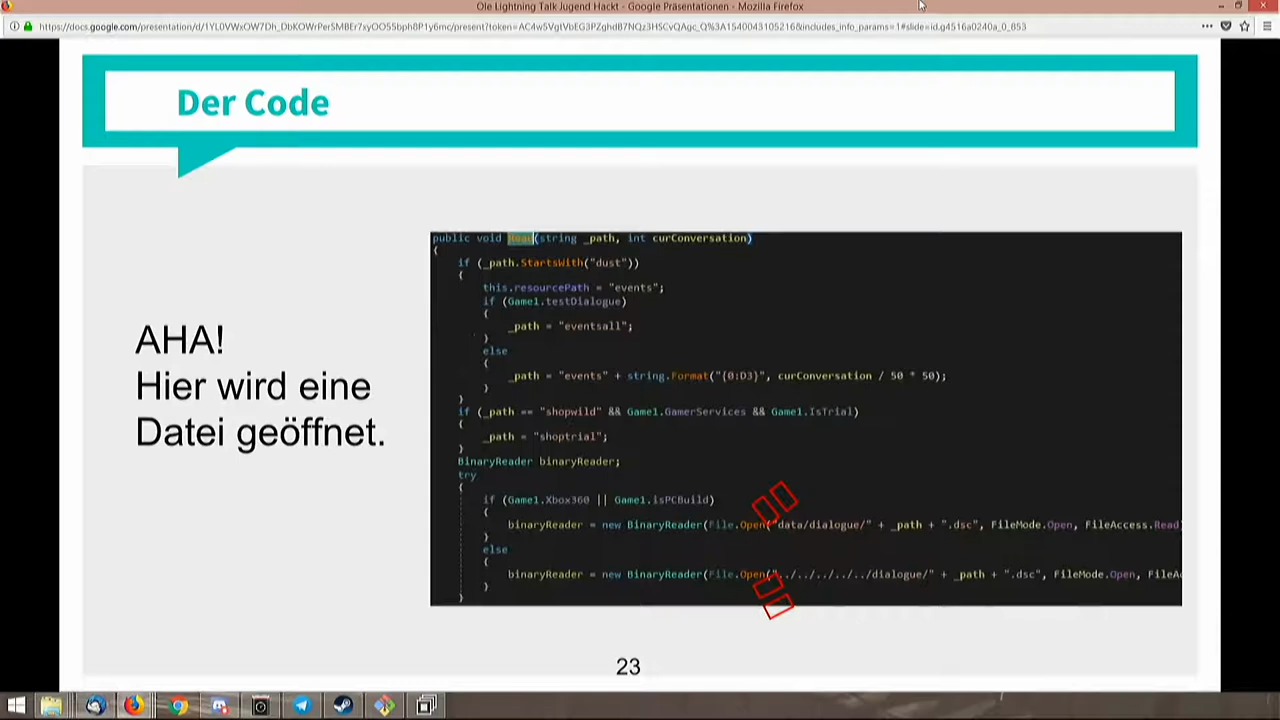 Ole Lightning Talk Jugend Hackt - Google Präsentationen - Mozilla Firefox
Der Code
AHA!
Hier wird eine
Datei geöffnet.
public void Read(string _path, int curConversation)
{
if (_path.StartsWith("dust"))
{
this.resourcePath = "events";
if (Game1.testDialogue)
{
_path = "eventsall";
}
else
{
_path = "events" + string.Format("{0:D3}", curConversation / 50 * 50);
}
}
if (_path == "shopwild" && Game1.GamerServices && Game1.IsTrial)
{
_path = "shoptrial";
}
BinaryReader binaryReader;
try
{
if (Game1.Xbox360 || Game1.isPCBuild)
{
binaryReader = new BinaryReader(File.Open("data/dialogue/" + _path + ".dsc", FileMode.Open, FileAccess.Read)
}
else
{
binaryReader = new BinaryReader(File.Open("../../../../../dialogue/" + _path + ".dsc", FileMode.Open, FileAc
}
}
23